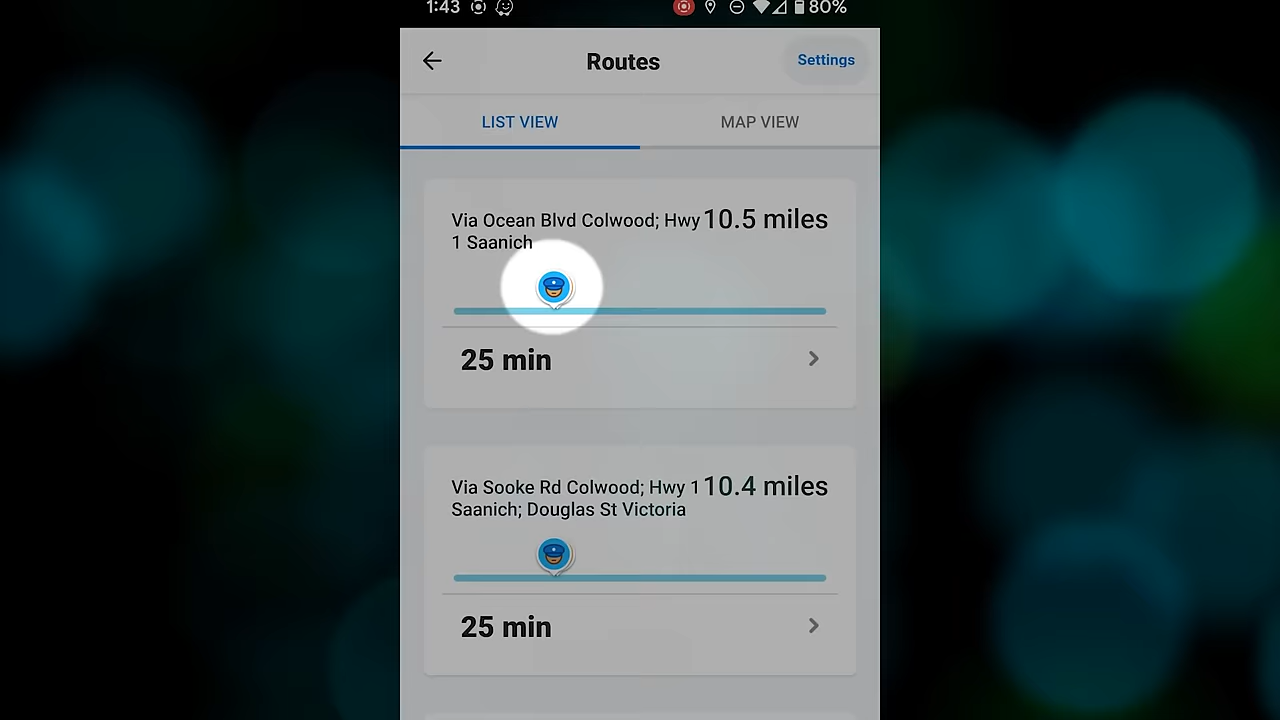 1:43 80%
Routes Settings
LIST VIEW MAP VIEW
Via Ocean Blvd Colwood; Hwy 10.5 miles
1 Saanich
25 min
Via Sooke Rd Colwood; Hwy 1 10.4 miles
Saanich; Douglas St Victoria
25 min